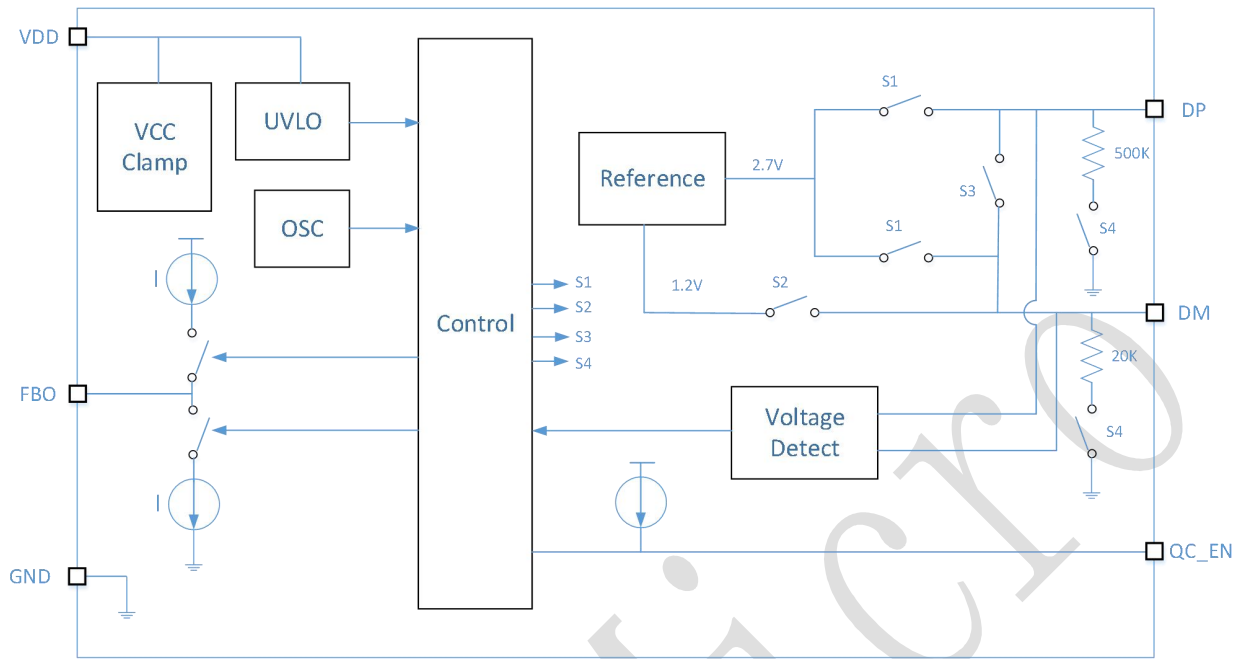 VDD
VCC
Clamp
UVLO
OSC
I
FBO
I
GND
Control
S1
S2
S3
S4
Reference
2.7V
1.2V
S1
S1
S2
S3
DP
500K
S4
DM
20K
S4
Voltage
Detect
QC_EN
icro